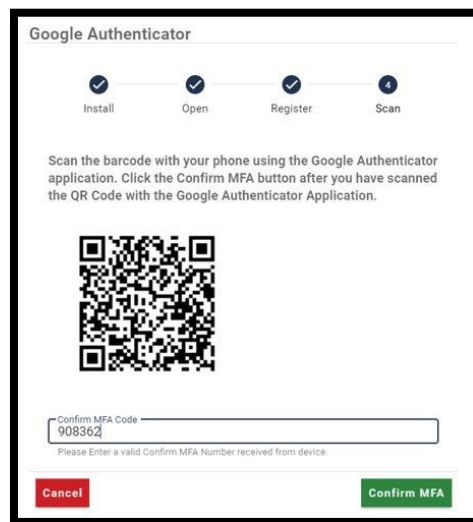 Google Authenticator
4
Install Open Register Scan
Scan the barcode with your phone using the Google Authenticator
application. Click the Confirm MFA button after you have scanned
the QR Code with the Google Authenticator Application.
Confirm MFA Code
908362
Please Enter a valid Confirm MFA Number received from device.
Cancel Confirm MFA